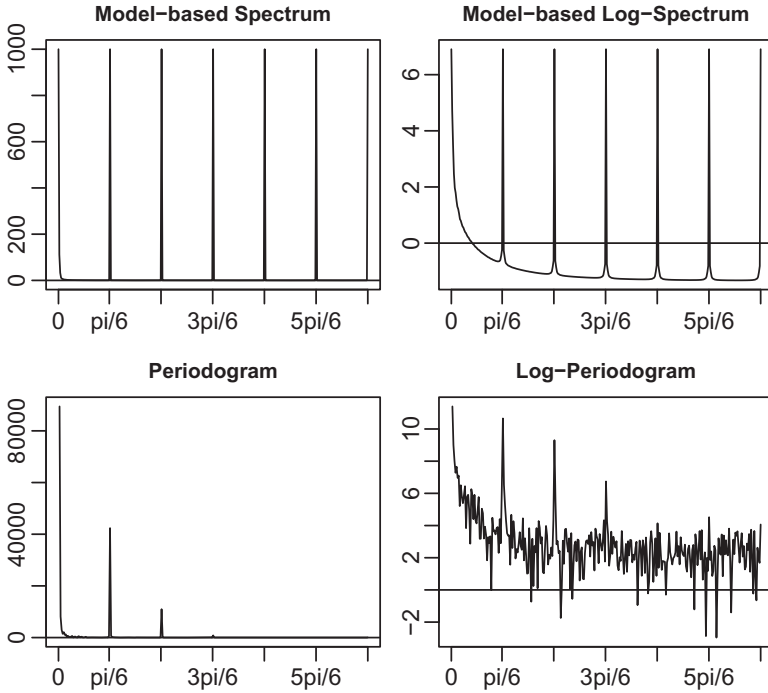 Model−based Spectrum
1000
600
200
0
0 pi/6 3pi/6 5pi/6
Model−based Log−Spectrum
6
4
2
0
0 pi/6 3pi/6 5pi/6
Periodogram
80000
40000
0
0 pi/6 3pi/6 5pi/6
Log−Periodogram
10
6
2
−2
0 pi/6 3pi/6 5pi/6